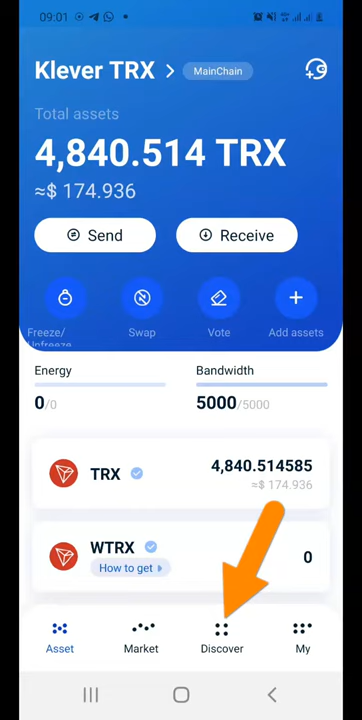 09:01
Klever TRX > MainChain
Total assets
4,840.514 TRX
≈$ 174.936
Send Receive
Freeze/
Unfreeze Swap Vote Add assets
Energy Bandwidth
0/0 5000/5000
TRX 4,840.514585
≈$ 174.936
WTRX 0
How to get
Asset Market Discover My